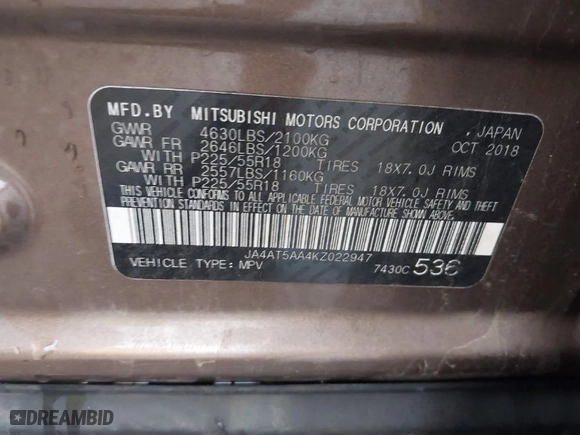 MFD.BY MITSUBISHI MOTORS CORPORATION . JAPAN
GVWR 4630LBS/2100KG OCT 2018
GAWR FR 2646LBS/1200KG
WITH P225/55R18 TIRES 18X7.0J RIMS
GAWR RR 2557LBS/1160KG
WITH P225/55R18 TIRES 18X7.0J RIMS
THIS VEHICLE CONFORMS TO ALL APPLICABLE FEDERAL MOTOR VEHICLE SAFETY AND THEFT
PREVENTION STANDARDS IN EFFECT ON THE DATE OF MANUFACTURE SHOWN ABOVE.
JA4AT5AA4KZ022947
VEHICLE TYPE: MPV 7430C 536
DREAMBID